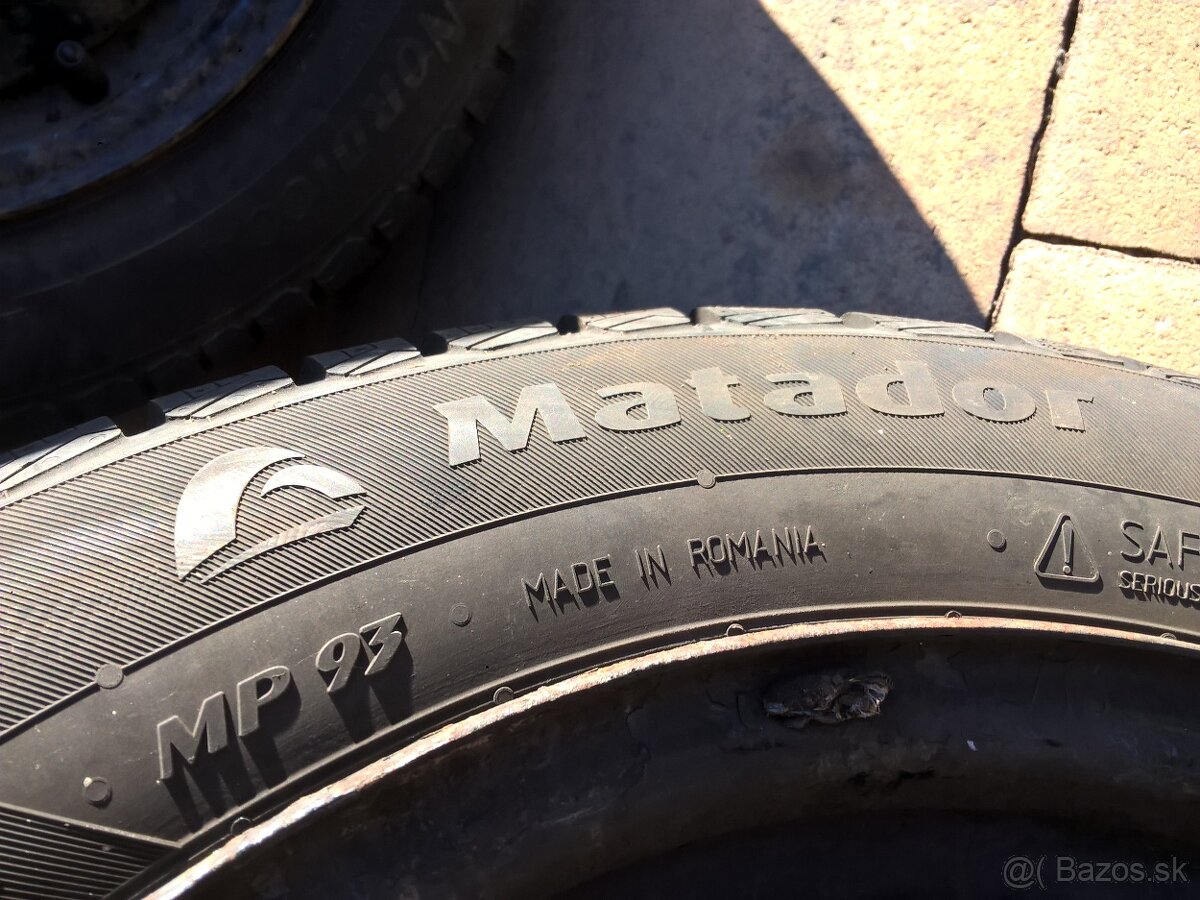 Matador
MADE IN ROMANIA
MP 93
SAF
SERIOUS
@( Bazos.sk